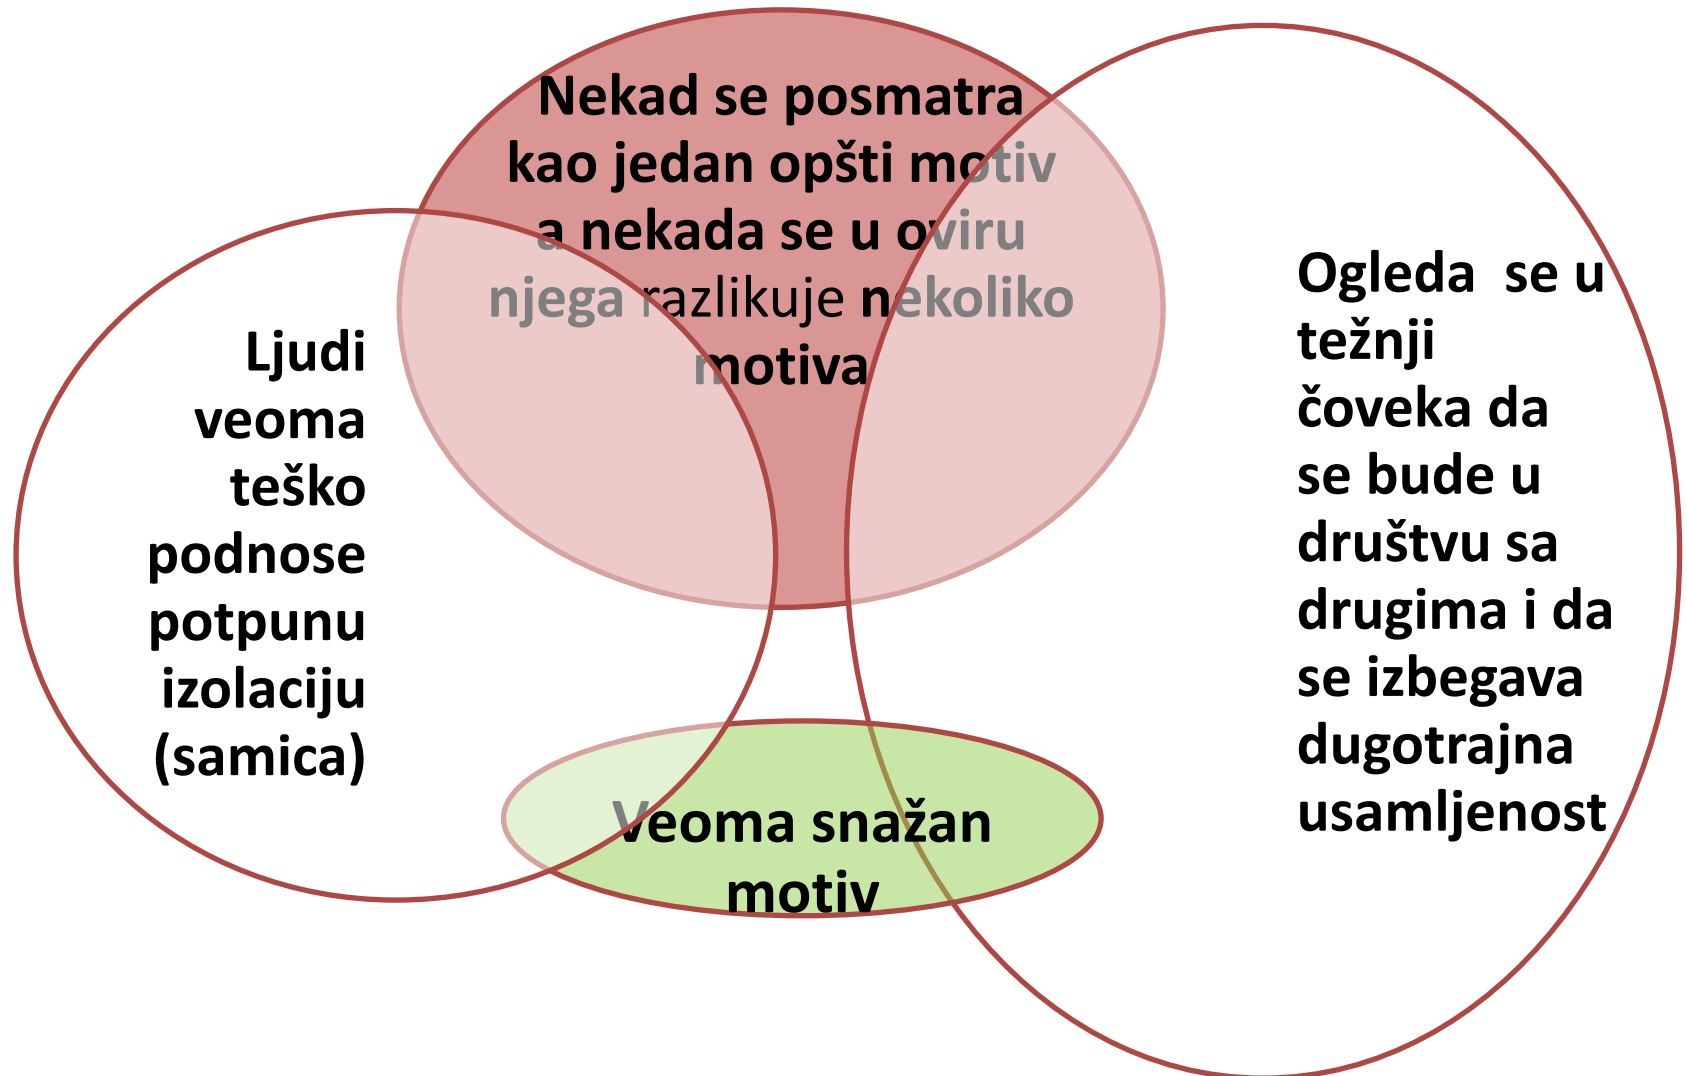 Nekad se posmatra
kao jedan opšti motiv
a nekada se u oviru
njega razlikuje nekoliko
motiva
Ljudi
veoma
teško
podnose
potpunu
izolaciju
(samica)
Ogleda  se u
težnji
čoveka da
se bude u
društvu sa
drugima i da
se izbegava
dugotrajna
usamljenost
Veoma snažan
motiv